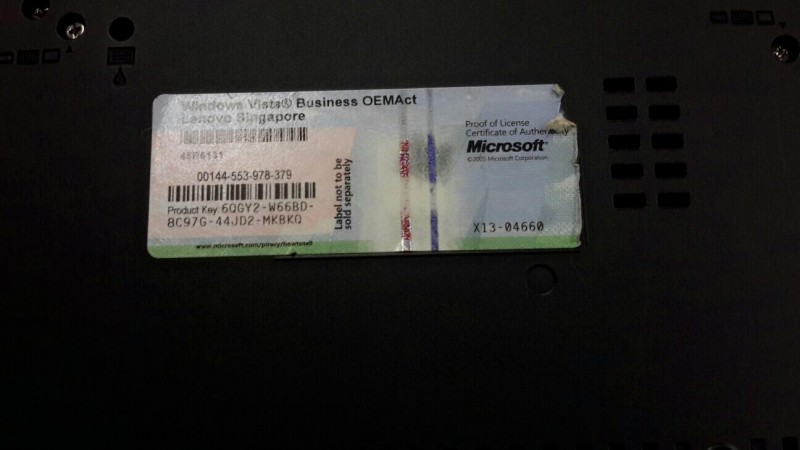 Windows Vista® Business OEMAct
Lenovo Singapore
00144-553-978-379
Product Key: 6QGY2-W66BD-
8C97G-44JD2-MKBKQ
www.microsoft.com/piracy/howtotell
Label not to be
sold separately
Proof of License
Certificate of Authenticity
Microsoft®
©2005 Microsoft Corporation
X13-04660